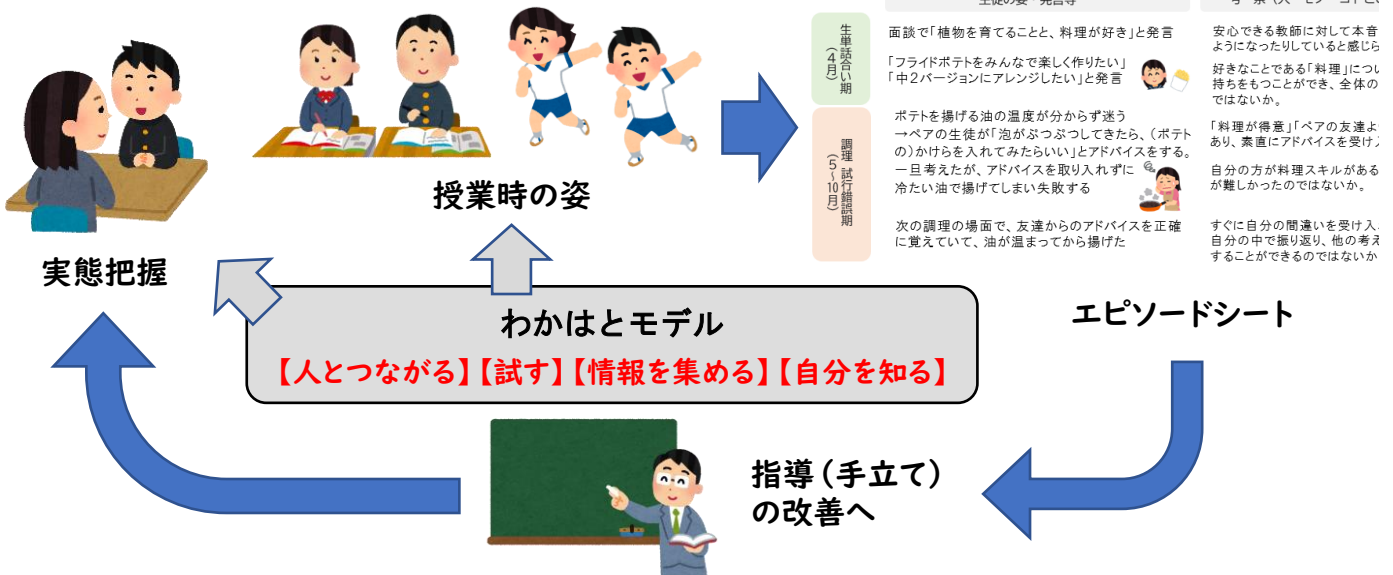 生徒の姿・発言等
生単話合い期
(4月)
面談で「植物を育てることと、料理が好き」と発言
「フライドポテトをみんなで楽しく作りたい」
「中2バージョンにアレンジしたい」と発言
安心できる教師に対して本音
ようになったりしていると感じら
好きなことである「料理」につい
持ちをもつことができ、全体の
ではないか。
調理 試行錯誤期
(5~10月)
ポテトを揚げる油の温度が分からず迷う
→ペアの生徒が「泡がぶつぶつしてきたら、(ポテト
の)かけらを入れてみたらいい」とアドバイスをする。
一旦考えたが、アドバイスを取り入れずに
冷たい油で揚げてしまい失敗する
次の調理の場面で、友達からのアドバイスを正確
に覚えていて、油が温まってから揚げた
「料理が得意」「ペアの友達よ
あり、素直にアドバイスを受け
自分の方が料理スキルがある
が難しかったのではないか。
すぐに自分の間違いを受け入
自分の中で振り返り、他の考え
することができるのではないか
授業時の姿
実態把握
エピソードシート
わかはとモデル
【人とつながる】【試す】【情報を集める】【自分を知る】
指導(手立て)
の改善へ